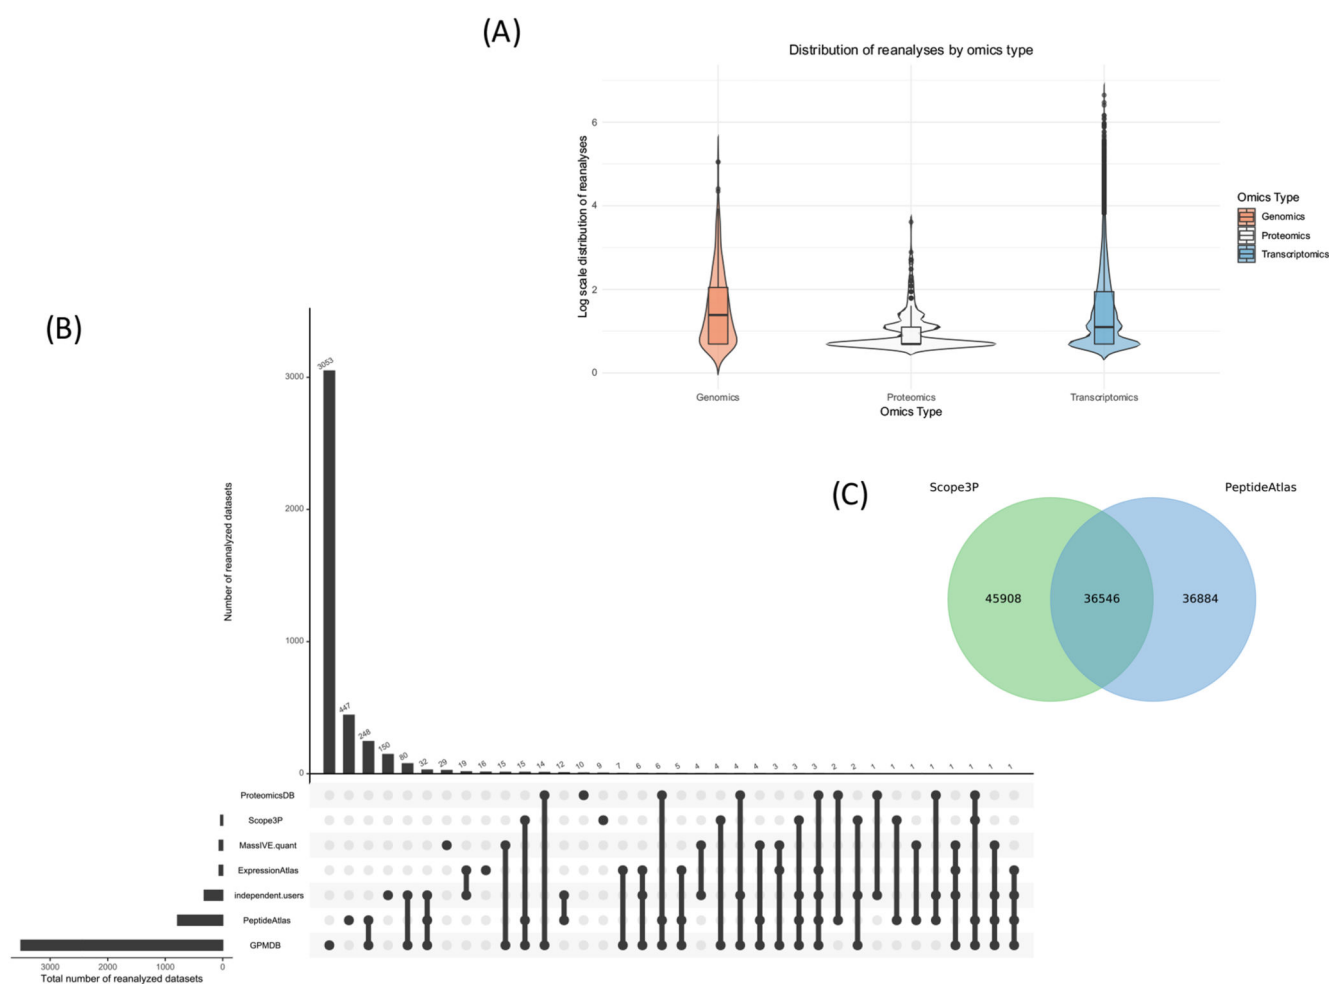 (A)
Distribution of reanalyses by omics type
Log scale distribution of reanalyses
6
4
2
0
Genomics
Proteomics
Transcriptomics
Omics Type
Omics Type
Genomics
Proteomics
Transcriptomics
(B)
Number of reanalyzed datasets
3000
2000
1000
0
3053
447
248
150
80
32
29
19
16
15
15
14
12
10
9
7
6
6
5
4
4
4
4
3
3
3
2
2
1
1
1
1
1
1
1
1
ProteomicsDB
Scope3P
MassIVE.quant
ExpressionAtlas
independent.users
PeptideAtlas
GPMDB
3000 2000 1000 0
Total number of reanalyzed datasets
(C)
Scope3P
PeptideAtlas
45908
36546
36884